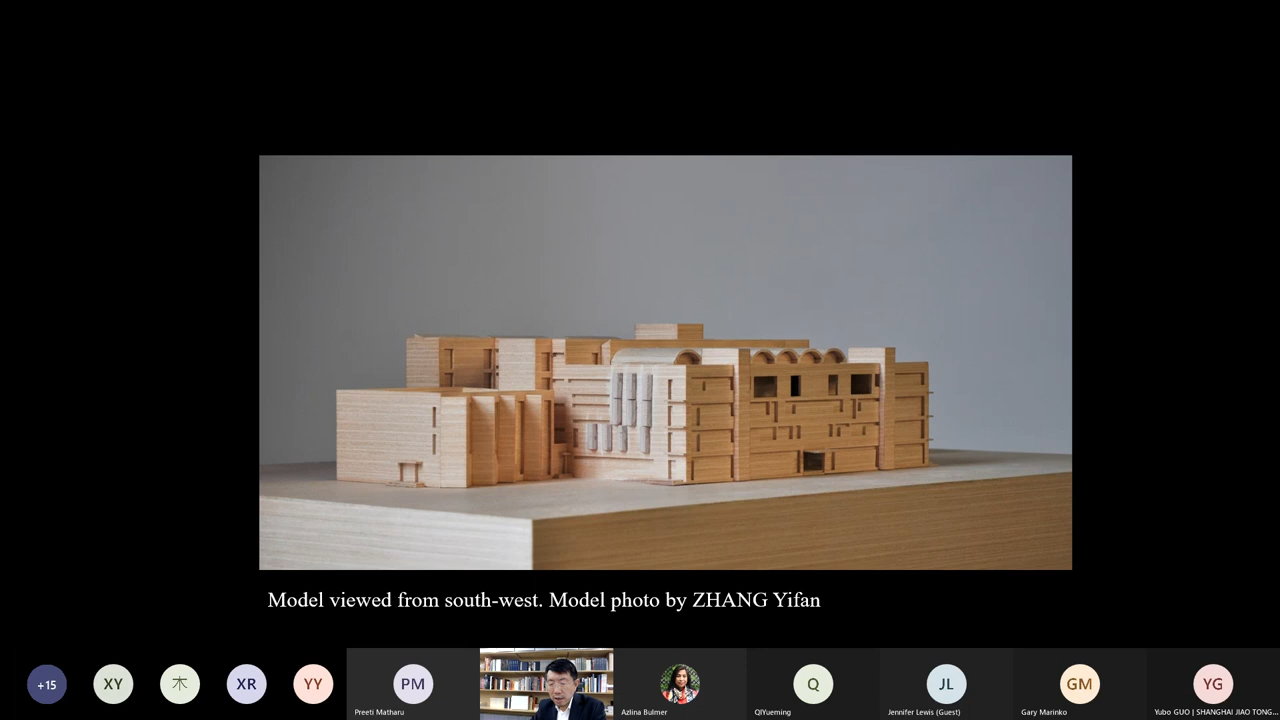 Model viewed from south-west. Model photo by ZHANG Yifan
+15
XY
木
XR
YY
PM
Preeti Matharu
Azlina Bulmer
Q
QIYueming
JL
Jennifer Lewis (Guest)
GM
Gary Marinko
YG
Yubo GUO | SHANGHAI JIAO TONG...